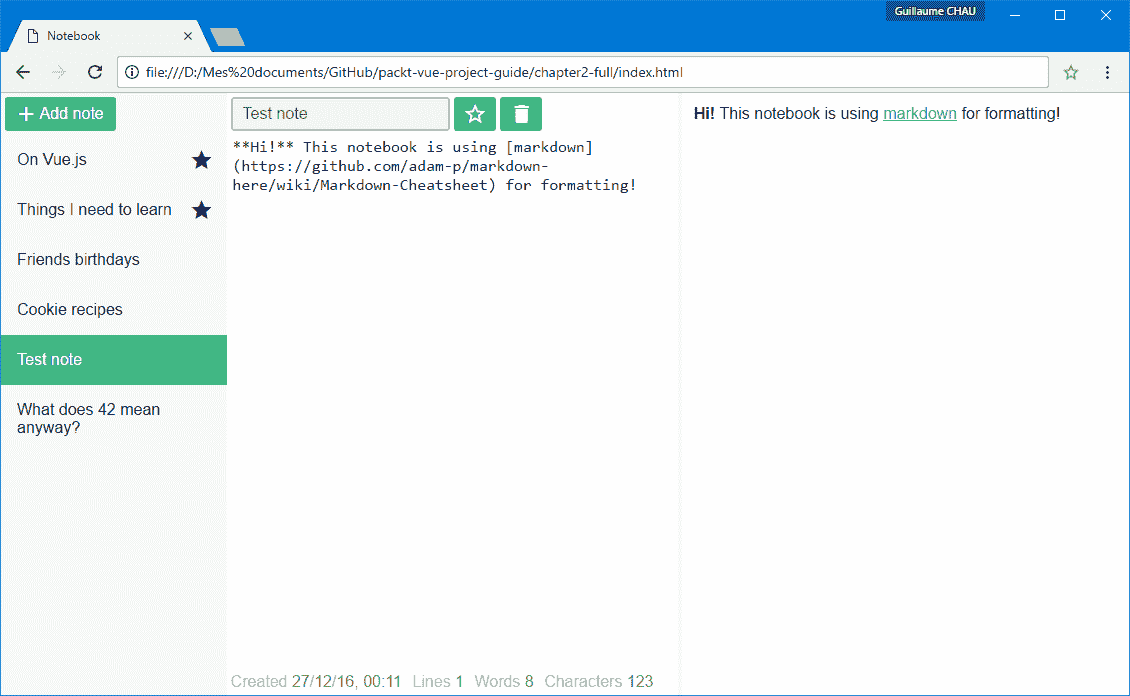 Guillaume CHAU
Notebook
file:///D:/Mes%20documents/GitHub/packt-vue-project-guide/chapter2-full/index.html
Add note
On Vue.js
Things I need to learn
Friends birthdays
Cookie recipes
Test note
What does 42 mean
anyway?
Test note
**Hi!** This notebook is using [markdown]
(https://github.com/adam-p/markdown-
here/wiki/Markdown-Cheatsheet) for formatting!
Created 27/12/16, 00:11 Lines 1 Words 8 Characters 123
Hi! This notebook is using markdown for formatting!